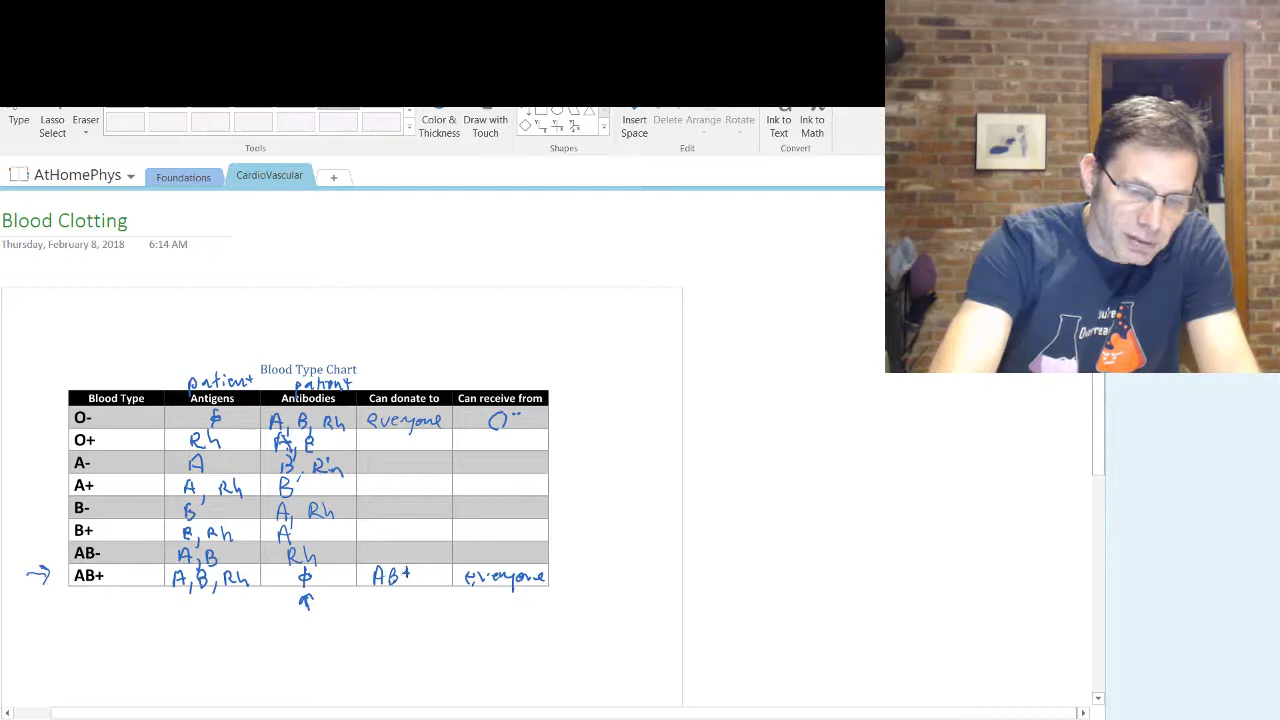 Type Lasso Select Eraser Color & Thickness Draw with Touch Insert Space Delete Arrange Rotate Ink to Text Ink to Math
Tools Shapes Edit Convert
AtHomePhys Foundations CardioVascular +
Blood Clotting
Thursday, February 8, 2018 6:14 AM
You're
Overreac
Blood Type Chart
patient patient
Blood Type Antigens Antibodies Can donate to Can receive from
O- ϕ A, B, Rh everyone O-
O+ Rh A, B
A- A B, Rh
A+ A, Rh B
B- B A, Rh
B+ B, Rh A
AB- A, B Rh
→ AB+ A, B, Rh ϕ AB+ everyone
↑